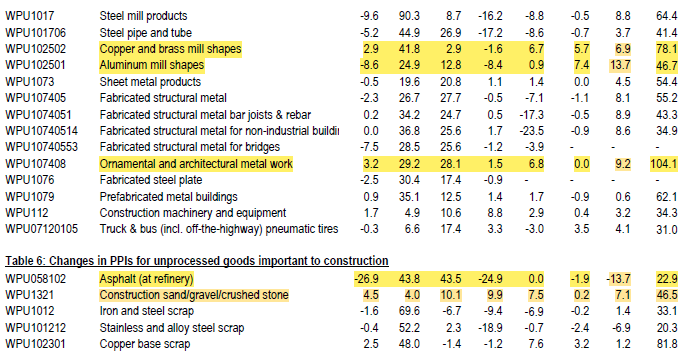 WPU1017 Steel mill products -9.6 90.3 8.7 -16.2 -8.8 -0.5 8.8 64.4
WPU101706 Steel pipe and tube -5.2 44.9 26.9 -17.2 -8.6 -0.7 3.7 41.4
WPU102502 Copper and brass mill shapes 2.9 41.8 2.9 -1.6 6.7 5.7 6.9 78.1
WPU102501 Aluminum mill shapes -8.6 24.9 12.8 -8.4 0.9 7.4 13.7 46.7
WPU1073 Sheet metal products -0.5 19.6 20.8 1.1 1.4 0.0 4.5 54.4
WPU107405 Fabricated structural metal -2.3 26.7 27.7 -0.5 -7.1 -1.1 8.1 55.2
WPU1074051 Fabricated structural metal bar joists & rebar 0.2 34.2 24.7 0.5 -17.3 -0.5 8.9 43.3
WPU10740514 Fabricated structural metal for non-industrial buildin 0.0 36.8 25.6 1.7 -23.5 -0.9 8.6 34.9
WPU10740553 Fabricated structural metal for bridges -7.5 28.5 25.6 -1.2 -3.9 - - -
WPU107408 Ornamental and architectural metal work 3.2 29.2 28.1 1.5 6.8 0.0 9.2 104.1
WPU1076 Fabricated steel plate -2.5 30.4 17.4 -0.9 - - - -
WPU1079 Prefabricated metal buildings 0.9 35.1 12.5 1.4 1.7 -0.9 0.6 62.1
WPU112 Construction machinery and equipment 1.7 4.9 10.6 8.8 2.9 0.4 3.2 34.3
WPU07120105 Truck & bus (incl. off-the-highway) pneumatic tires -0.3 6.6 17.4 3.3 -3.0 3.5 4.1 31.0
Table 6: Changes in PPIs for unprocessed goods important to construction
WPU058102 Asphalt (at refinery) -26.9 43.8 43.5 -24.9 0.0 -1.9 -13.7 22.9
WPU1321 Construction sand/gravel/crushed stone 4.5 4.0 10.1 9.9 7.5 0.2 7.1 46.5
WPU1012 Iron and steel scrap -1.6 69.6 -6.7 -9.4 -6.9 -0.2 1.4 33.1
WPU101212 Stainless and alloy steel scrap -0.4 52.2 2.3 -18.9 -0.7 -2.4 -6.9 20.3
WPU102301 Copper base scrap 2.5 48.0 -1.4 -1.2 7.6 3.2 1.2 81.8